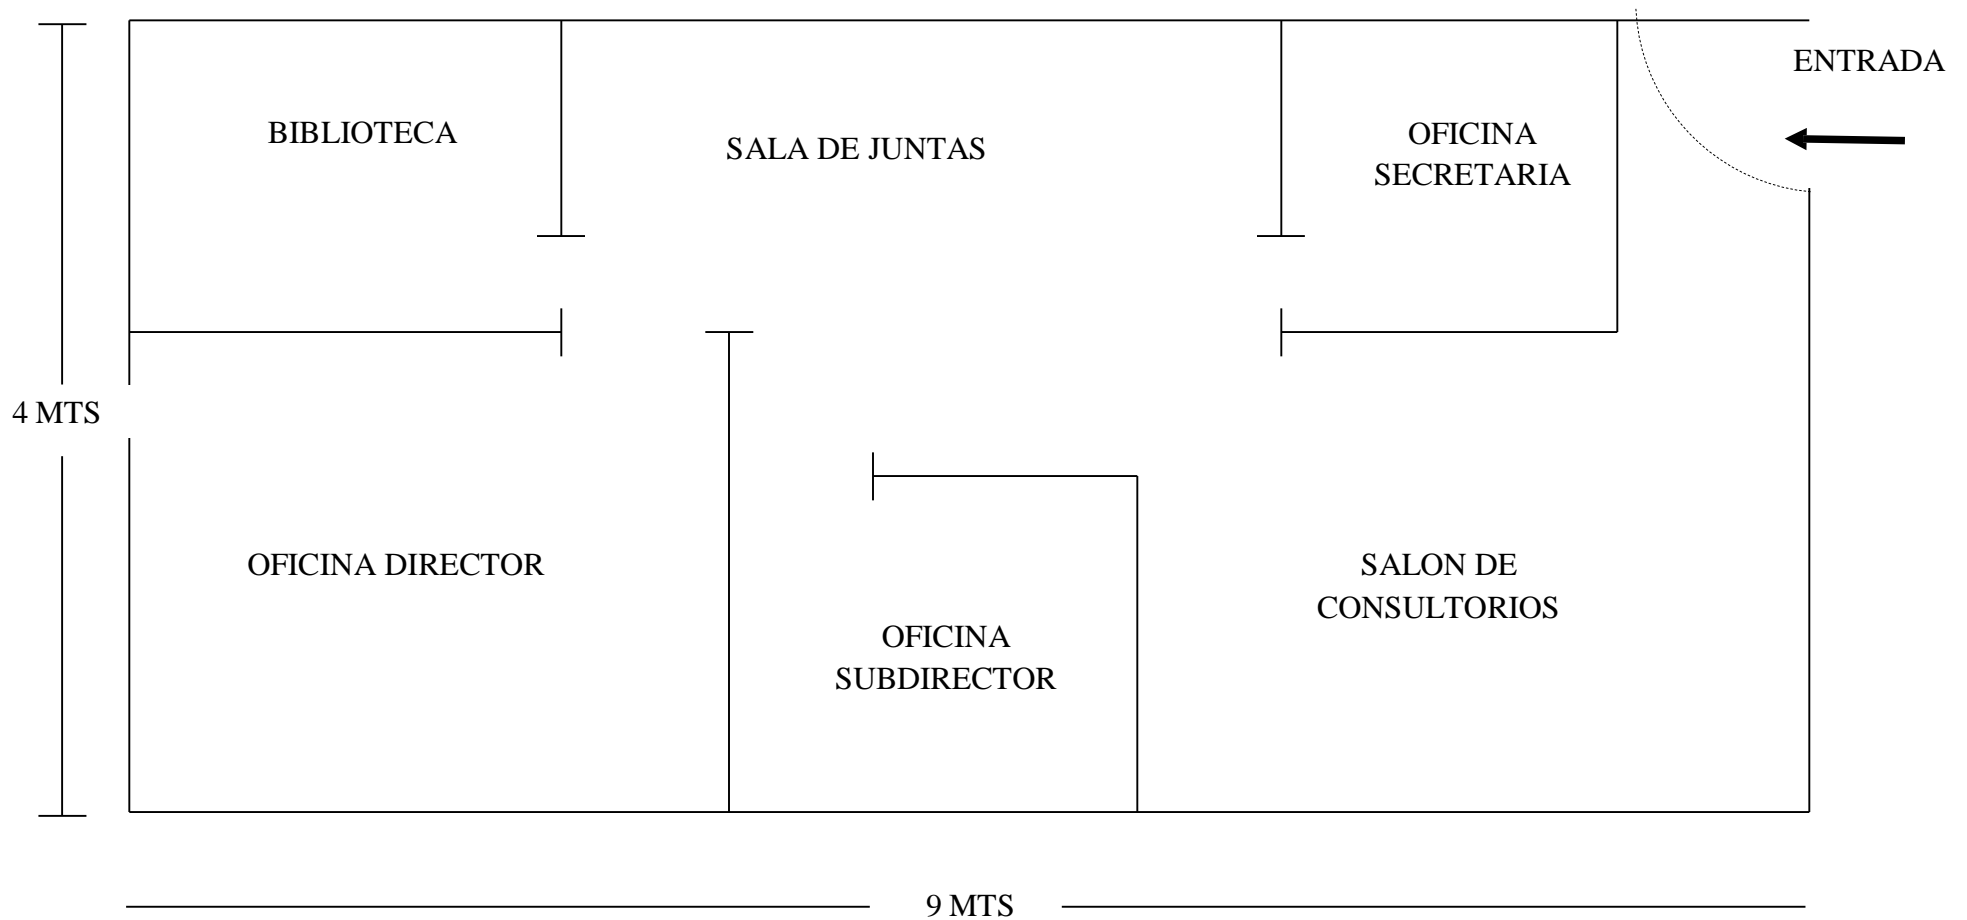 ENTRADA
BIBLIOTECA
SALA DE JUNTAS
OFICINA
SECRETARIA
4 MTS
OFICINA DIRECTOR
OFICINA
SUBDIRECTOR
SALON DE
CONSULTORIOS
9 MTS